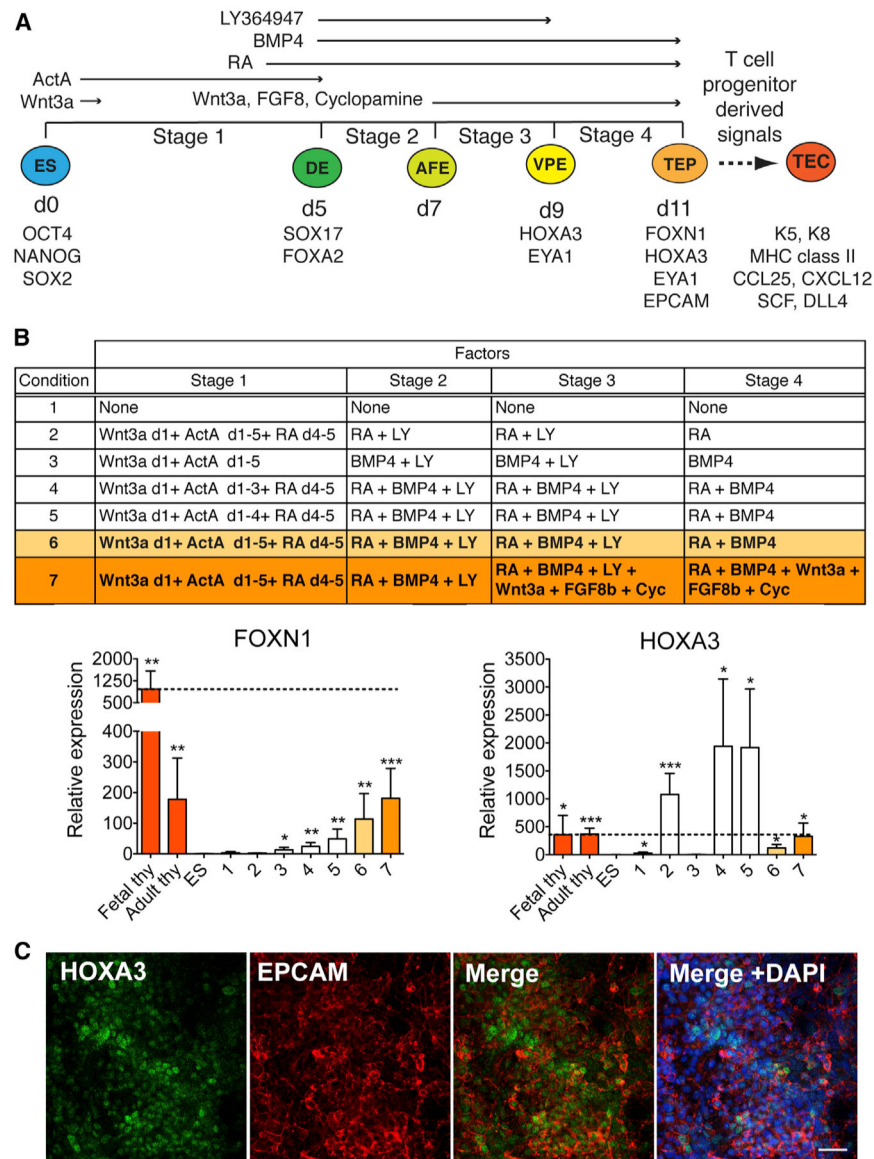 A
LY364947
BMP4
RA
ActA
Wnt3a
Wnt3a, FGF8, Cyclopamine
T cell
progenitor
derived
signals
Stage 1
Stage 2
Stage 3
Stage 4
ES
DE
AFE
VPE
TEP
TEC
d0
d5
d7
d9
d11
OCT4
NANOG
SOX2
SOX17
FOXA2
HOXA3
EYA1
FOXN1
HOXA3
EYA1
EPCAM
K5, K8
MHC class II
CCL25, CXCL12
SCF, DLL4
B
Factors
Condition Stage 1 Stage 2 Stage 3 Stage 4
1 None None None None
2 Wnt3a d1+ ActA d1-5+ RA d4-5 RA + LY RA + LY RA
3 Wnt3a d1+ ActA d1-5 BMP4 + LY BMP4 + LY BMP4
4 Wnt3a d1+ ActA d1-3+ RA d4-5 RA + BMP4 + LY RA + BMP4 + LY RA + BMP4
5 Wnt3a d1+ ActA d1-4+ RA d4-5 RA + BMP4 + LY RA + BMP4 + LY RA + BMP4
6 Wnt3a d1+ ActA d1-5+ RA d4-5 RA + BMP4 + LY RA + BMP4 + LY RA + BMP4
7 Wnt3a d1+ ActA d1-5+ RA d4-5 RA + BMP4 + LY RA + BMP4 + LY + Wnt3a + FGF8b + Cyc RA + BMP4 + Wnt3a + FGF8b + Cyc
FOXN1
Relative expression
2000
1250
500
400
300
200
100
0
** ** * ** ** ** ***
Fetal thy Adult thy ES 1 2 3 4 5 6 7
HOXA3
Relative expression
3500
3000
2500
2000
1500
1000
500
0
* *** * *** * * * *
Fetal thy Adult thy ES 1 2 3 4 5 6 7
C
HOXA3
EPCAM
Merge
Merge +DAPI